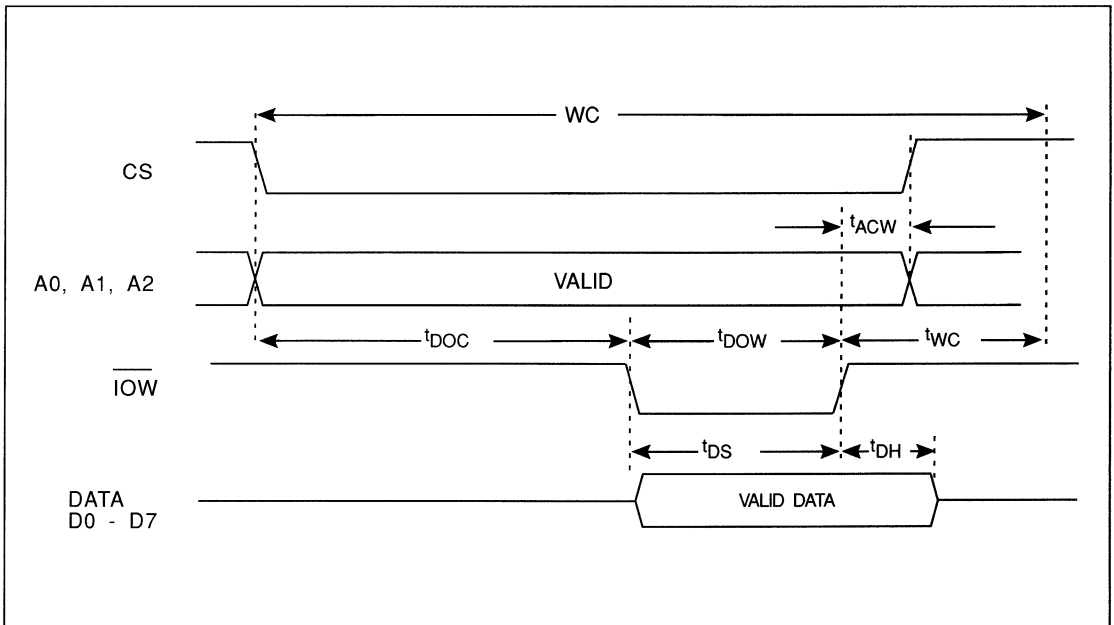 WC
CS
tACW
A0, A1, A2
VALID
tDOC
tDOW
tWC
IOW
tDS
tDH
DATA
D0 - D7
VALID DATA